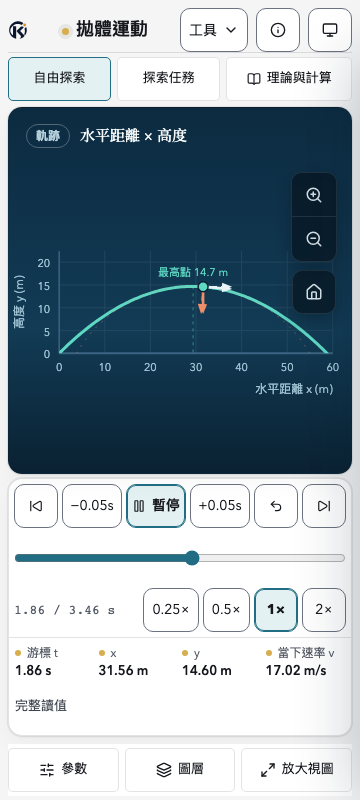 拋體運動
工具
自由探索
探索任務
理論與計算
軌跡
水平距離 × 高度
最高點 14.7 m
高度 y (m)
20
15
10
5
0
0
10
20
30
40
50
60
水平距離 x (m)
−0.05s
暫停
+0.05s
1.86 / 3.46 s
0.25×
0.5×
1×
2×
游標 t
x
y
當下速率 v
1.86 s
31.56 m
14.60 m
17.02 m/s
完整讀值
參數
圖層
放大視圖